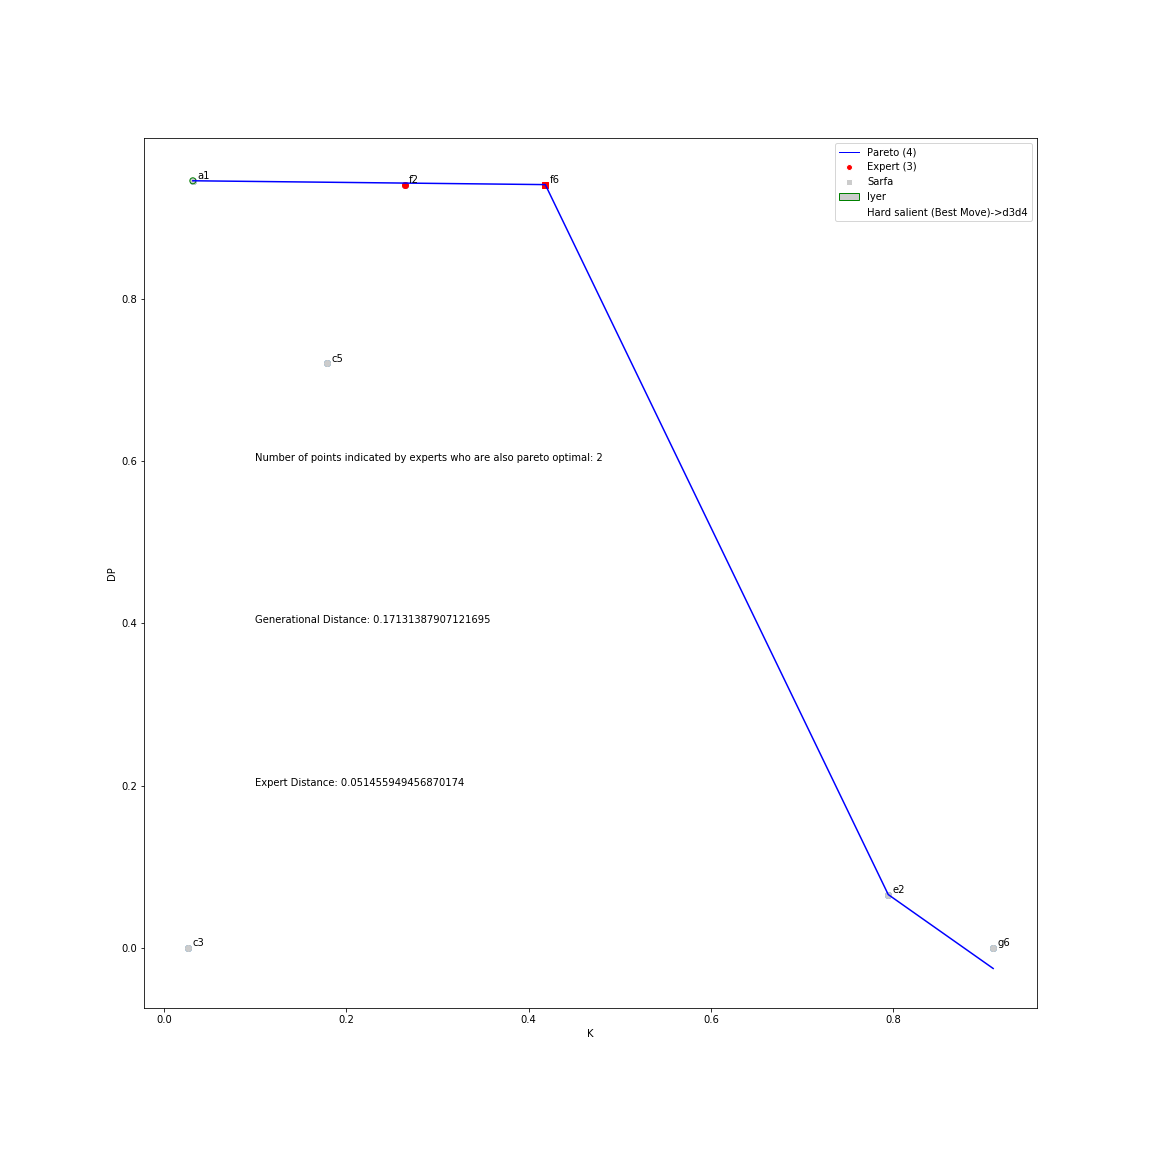 Pareto (4)
Expert (3)
Sarfa
Iyer
Hard salient (Best Move)->d3d4
a1
f2
f6
c5
Number of points indicated by experts who are also pareto optimal: 2
Generational Distance: 0.17131387907121695
Expert Distance: 0.051455949456870174
e2
c3
g6
0.8
0.6
0.4
0.2
0.0
DP
0.0 0.2 0.4 0.6 0.8
K